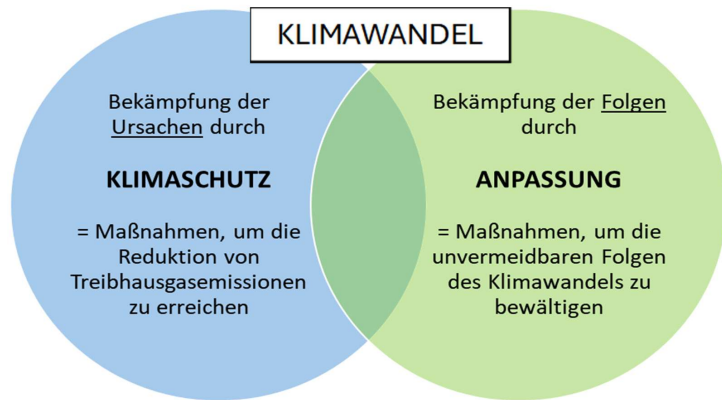 KLIMAWANDEL
Bekämpfung der
Ursachen durch
KLIMASCHUTZ
= Maßnahmen, um die
Reduktion von
Treibhausgasemissionen
zu erreichen
Bekämpfung der Folgen
durch
ANPASSUNG
= Maßnahmen, um die
unvermeidbaren Folgen
des Klimawandels zu
bewältigen